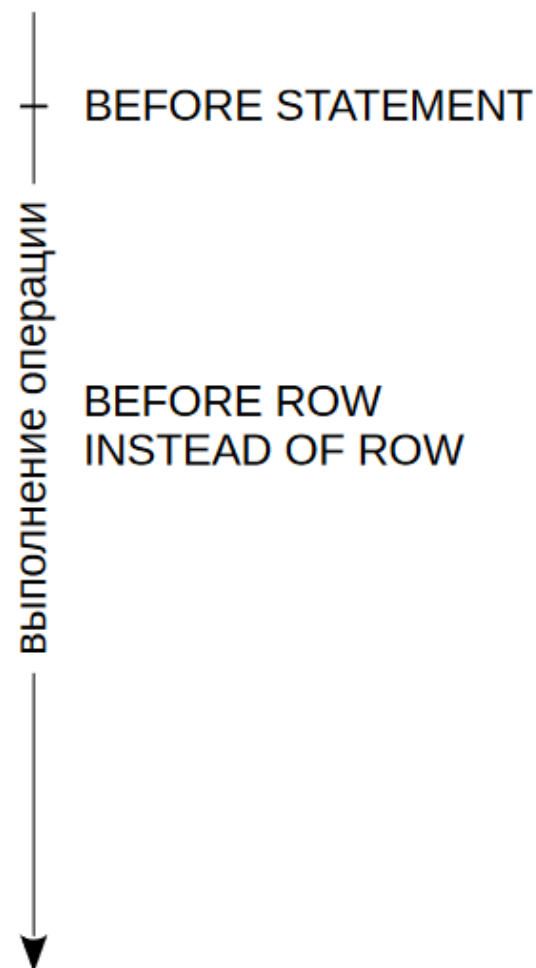 BEFORE STATEMENT
выполнение операции
BEFORE ROW
INSTEAD OF ROW